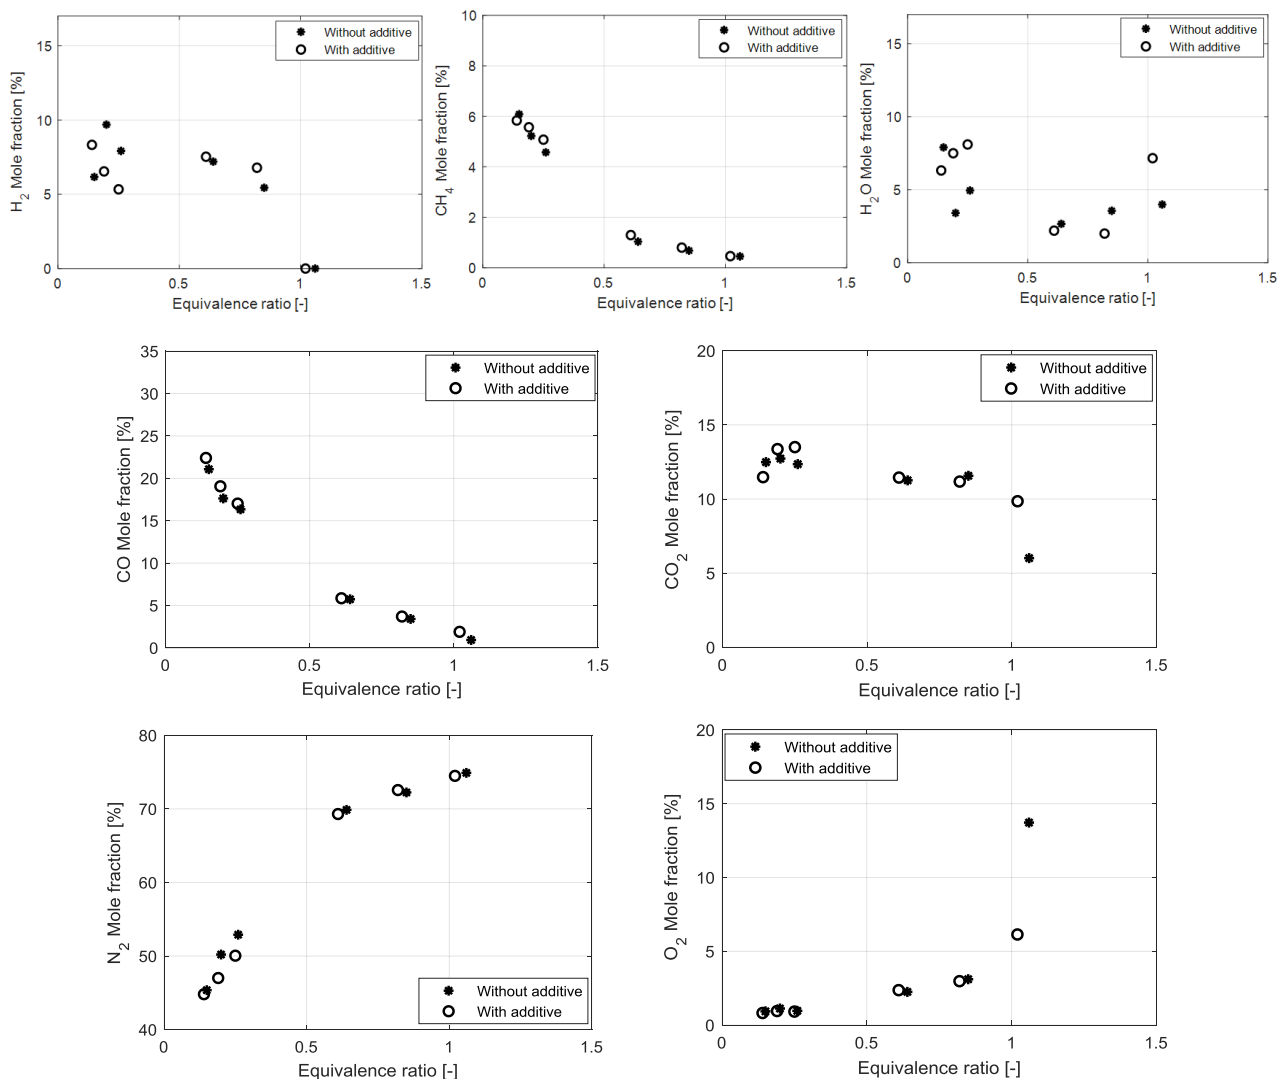 H2 Mole fraction [%]
15
10
5
0
Without additive
With additive
0 0.5 1 1.5
Equivalence ratio [-]
CH4 Mole fraction [%]
10
8
6
4
2
0
Without additive
With additive
0 0.5 1 1.5
Equivalence ratio [-]
H2O Mole fraction [%]
15
10
5
0
Without additive
With additive
0 0.5 1 1.5
Equivalence ratio [-]
CO Mole fraction [%]
35
30
25
20
15
10
5
0
Without additive
With additive
0 0.5 1 1.5
Equivalence ratio [-]
CO2 Mole fraction [%]
20
15
10
5
0
Without additive
With additive
0 0.5 1 1.5
Equivalence ratio [-]
N2 Mole fraction [%]
80
70
60
50
40
Without additive
With additive
0 0.5 1 1.5
Equivalence ratio [-]
O2 Mole fraction [%]
20
15
10
5
0
Without additive
With additive
0 0.5 1 1.5
Equivalence ratio [-]